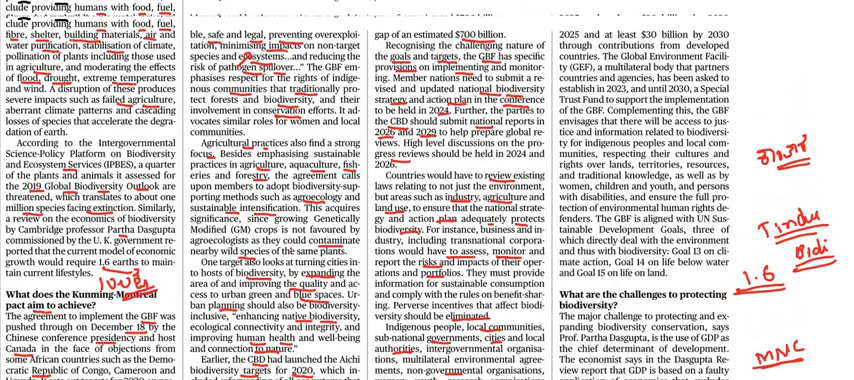 clude providing humans with food, fuel,
clude providing humans with food, fuel,
fibre, shelter, building materials, air and
water purification, stabilisation of climate,
pollination of plants including those used
in agriculture, and moderating the effects
of flood, drought, extreme temperatures
and wind. A disruption of these produces
severe impacts such as failed agriculture,
aberrant climate patterns and cascading
losses of species that accelerate the degra-
dation of earth.
According to the Intergovernmental
Science-Policy Platform on Biodiversity
and Ecosystem Services (IPBES), a quarter
of the plants and animals it assessed for
the 2019 Global Biodiversity Outlook are
threatened, which translates to about one
million species facing extinction. Similarly,
a review on the economics of biodiversity
by Cambridge professor Partha Dasgupta
commissioned by the U. K. government re-
ported that the current model of economic
growth would require 1.6 earths to main-
tain current lifestyles.
What does the Kunming-Montreal
pact aim to achieve?
The agreement to implement the GBF was
pushed through on December 18 by the
Chinese conference presidency and host
Canada in the face of objections from
some African countries such as the Demo-
cratic Republic of Congo, Cameroon and
ble, safe and legal, preventing overexploi-
tation, minimising impacts on non-target
species and ecosystems...and reducing the
risk of pathogen spillover...” The GBF em-
phasises respect for the rights of indige-
nous communities that traditionally pro-
tect forests and biodiversity, and their
involvement in conservation efforts. It ad-
vocates similar roles for women and local
communities.
Agricultural practices also find a strong
focus. Besides emphasising sustainable
practices in agriculture, aquaculture, fish-
eries and forestry, the agreement calls
upon members to adopt biodiversity-sup-
porting methods such as agroecology and
sustainable intensification. This acquires
significance, since growing Genetically
Modified (GM) crops is not favoured by
agroecologists as they could contaminate
nearby wild species of the same plants.
One target also looks at turning cities in-
to hosts of biodiversity, by expanding the
area of and improving the quality and ac-
cess to urban green and blue spaces. Ur-
ban planning should also be biodiversity-
inclusive, “enhancing native biodiversity,
ecological connectivity and integrity, and
improving human health and well-being
and connection to nature.”
Earlier, the CBD had launched the Aichi
biodiversity targets for 2020, which in-
gap of an estimated $700 billion.
Recognising the challenging nature of
the goals and targets, the GBF has specific
provisions on implementing and monitor-
ing. Member nations need to submit a re-
vised and updated national biodiversity
strategy and action plan in the conference
to be held in 2024. Further, the parties to
the CBD should submit national reports in
2026 and 2029 to help prepare global re-
views. High level discussions on the pro-
gress reviews should be held in 2024 and
2026.
Countries would have to review existing
laws relating to not just the environment,
but areas such as industry, agriculture and
land use, to ensure that the national strate-
gy and action plan adequately protects
biodiversity. For instance, business and in-
dustry, including transnational corpora-
tions would have to assess, monitor and
report the risks and impacts of their oper-
ations and portfolios. They must provide
information for sustainable consumption
and comply with the rules on benefit-shar-
ing. Perverse incentives that affect biodi-
versity should be eliminated.
Indigenous people, local communities,
sub-national governments, cities and local
authorities, intergovernmental organisa-
tions, multilateral environmental agree-
ments, non-governmental organisations,
2025 and at least $30 billion by 2030
through contributions from developed
countries. The Global Environment Facili-
ty (GEF), a multilateral body that partners
countries and agencies, has been asked to
establish in 2023, and until 2030, a Special
Trust Fund to support the implementation
of the GBF. Complementing this, the GBF
envisages that there will be access to jus-
tice and information related to biodiversi-
ty for indigenous peoples and local com-
munities, respecting their cultures and
rights over lands, territories, resources,
and traditional knowledge, as well as by
women, children and youth, and persons
with disabilities, and ensure the full pro-
tection of environmental human rights de-
fenders. The GBF is aligned with UN Sus-
tainable Development Goals, three of
which directly deal with the environment
and thus with biodiversity: Goal 13 on cli-
mate action, Goal 14 on life below water
and Goal 15 on life on land.
What are the challenges to protecting
biodiversity?
The major challenge to protecting and ex-
panding biodiversity conservation, says
Prof. Partha Dasgupta, is the use of GDP as
the chief determinant of development.
The economist says in the Dasgupta Re-
view report that GDP is based on a faulty
Tindu
Bidi
1.6
MNC